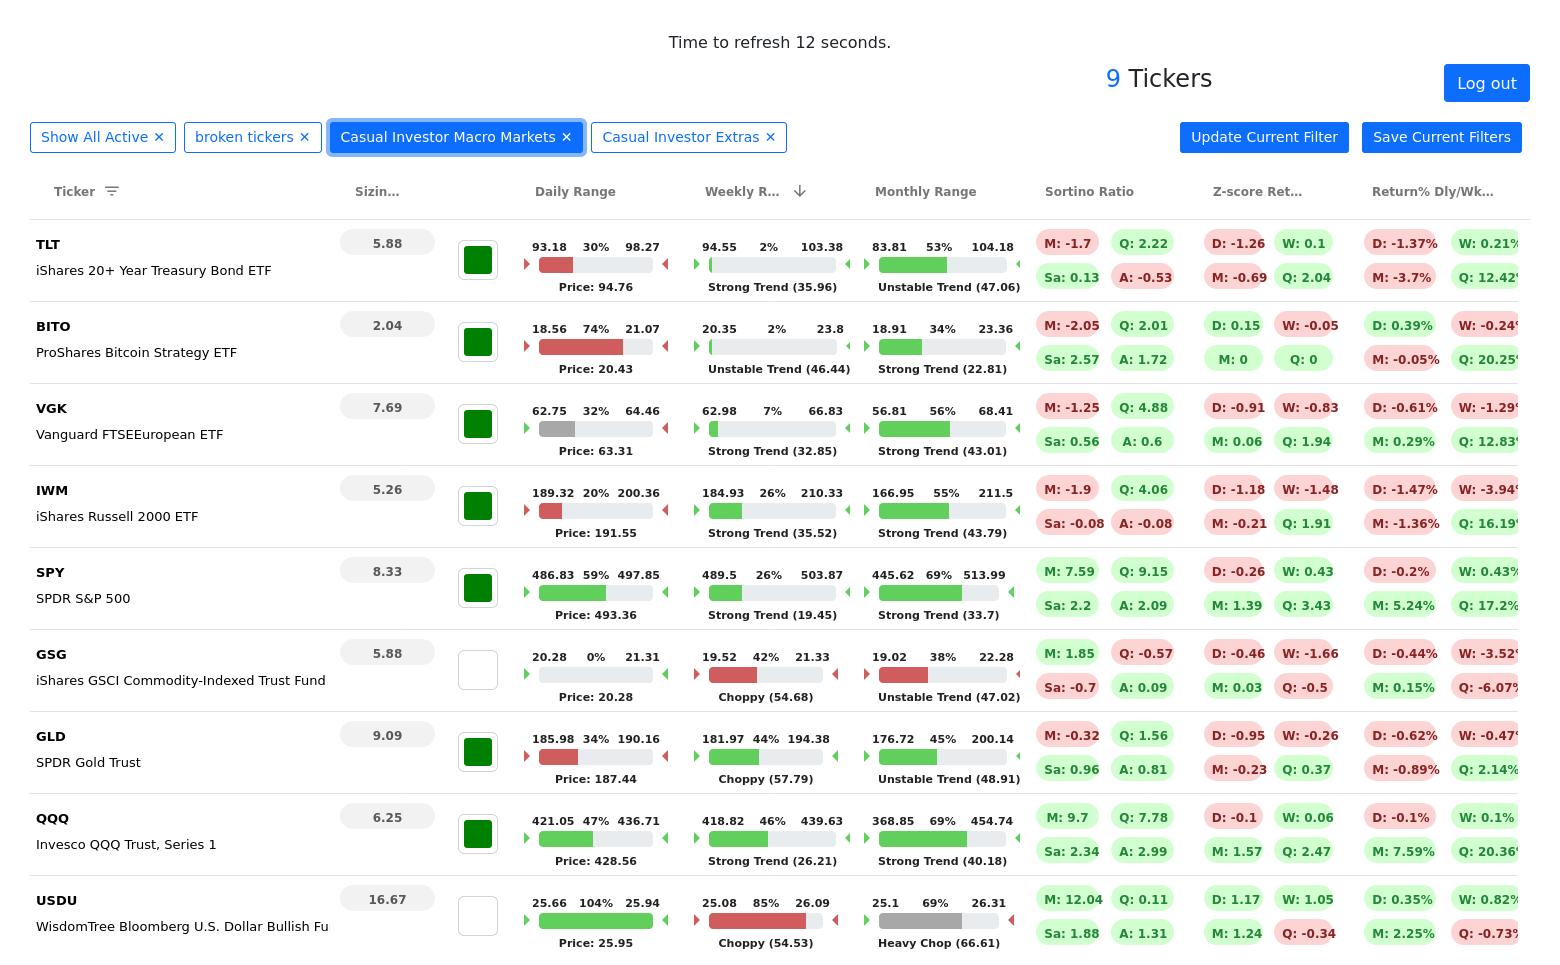 Time to refresh 12 seconds.
9 Tickers
Log out
Show All Active ✕ broken tickers ✕ Casual Investor Macro Markets ✕ Casual Investor Extras ✕ Update Current Filter Save Current Filters
Ticker Sizin... Daily Range Weekly R... Monthly Range Sortino Ratio Z-score Ret... Return% Dly/Wk...
TLT 5.88 93.18 30% 98.27 94.55 2% 103.38 83.81 53% 104.18 M: -1.7 Q: 2.22 D: -1.26 W: 0.1 D: -1.37% W: 0.21%
iShares 20+ Year Treasury Bond ETF Sa: 0.13 A: -0.53 M: -0.69 Q: 2.04 M: -3.7% Q: 12.42%
Price: 94.76 Strong Trend (35.96) Unstable Trend (47.06)
BITO 2.04 18.56 74% 21.07 20.35 2% 23.8 18.91 34% 23.36 M: -2.05 Q: 2.01 D: 0.15 W: -0.05 D: 0.39% W: -0.24%
ProShares Bitcoin Strategy ETF Sa: 2.57 A: 1.72 M: 0 Q: 0 M: -0.05% Q: 20.25%
Price: 20.43 Unstable Trend (46.44) Strong Trend (22.81)
VGK 7.69 62.75 32% 64.46 62.98 7% 66.83 56.81 56% 68.41 M: -1.25 Q: 4.88 D: -0.91 W: -0.83 D: -0.61% W: -1.29%
Vanguard FTSEEuropean ETF Sa: 0.56 A: 0.6 M: 0.06 Q: 1.94 M: 0.29% Q: 12.83%
Price: 63.31 Strong Trend (32.85) Strong Trend (43.01)
IWM 5.26 189.32 20% 200.36 184.93 26% 210.33 166.95 55% 211.5 M: -1.9 Q: 4.06 D: -1.18 W: -1.48 D: -1.47% W: -3.94%
iShares Russell 2000 ETF Sa: -0.08 A: -0.08 M: -0.21 Q: 1.91 M: -1.36% Q: 16.19%
Price: 191.55 Strong Trend (35.52) Strong Trend (43.79)
SPY 8.33 486.83 59% 497.85 489.5 26% 503.87 445.62 69% 513.99 M: 7.59 Q: 9.15 D: -0.26 W: 0.43 D: -0.2% W: 0.43%
SPDR S&P 500 Sa: 2.2 A: 2.09 M: 1.39 Q: 3.43 M: 5.24% Q: 17.2%
Price: 493.36 Strong Trend (19.45) Strong Trend (33.7)
GSG 5.88 20.28 0% 21.31 19.52 42% 21.33 19.02 38% 22.28 M: 1.85 Q: -0.57 D: -0.46 W: -1.66 D: -0.44% W: -3.52%
iShares GSCI Commodity-Indexed Trust Fund Sa: -0.7 A: 0.09 M: 0.03 Q: -0.5 M: 0.15% Q: -6.07%
Price: 20.28 Choppy (54.68) Unstable Trend (47.02)
GLD 9.09 185.98 34% 190.16 181.97 44% 194.38 176.72 45% 200.14 M: -0.32 Q: 1.56 D: -0.95 W: -0.26 D: -0.62% W: -0.47%
SPDR Gold Trust Sa: 0.96 A: 0.81 M: -0.23 Q: 0.37 M: -0.89% Q: 2.14%
Price: 187.44 Choppy (57.79) Unstable Trend (48.91)
QQQ 6.25 421.05 47% 436.71 418.82 46% 439.63 368.85 69% 454.74 M: 9.7 Q: 7.78 D: -0.1 W: 0.06 D: -0.1% W: 0.1%
Invesco QQQ Trust, Series 1 Sa: 2.34 A: 2.99 M: 1.57 Q: 2.47 M: 7.59% Q: 20.36%
Price: 428.56 Strong Trend (26.21) Strong Trend (40.18)
USDU 16.67 25.66 104% 25.94 25.08 85% 26.09 25.1 69% 26.31 M: 12.04 Q: 0.11 D: 1.17 W: 1.05 D: 0.35% W: 0.82%
WisdomTree Bloomberg U.S. Dollar Bullish Fu Sa: 1.88 A: 1.31 M: 1.24 Q: -0.34 M: 2.25% Q: -0.73%
Price: 25.95 Choppy (54.53) Heavy Chop (66.61)